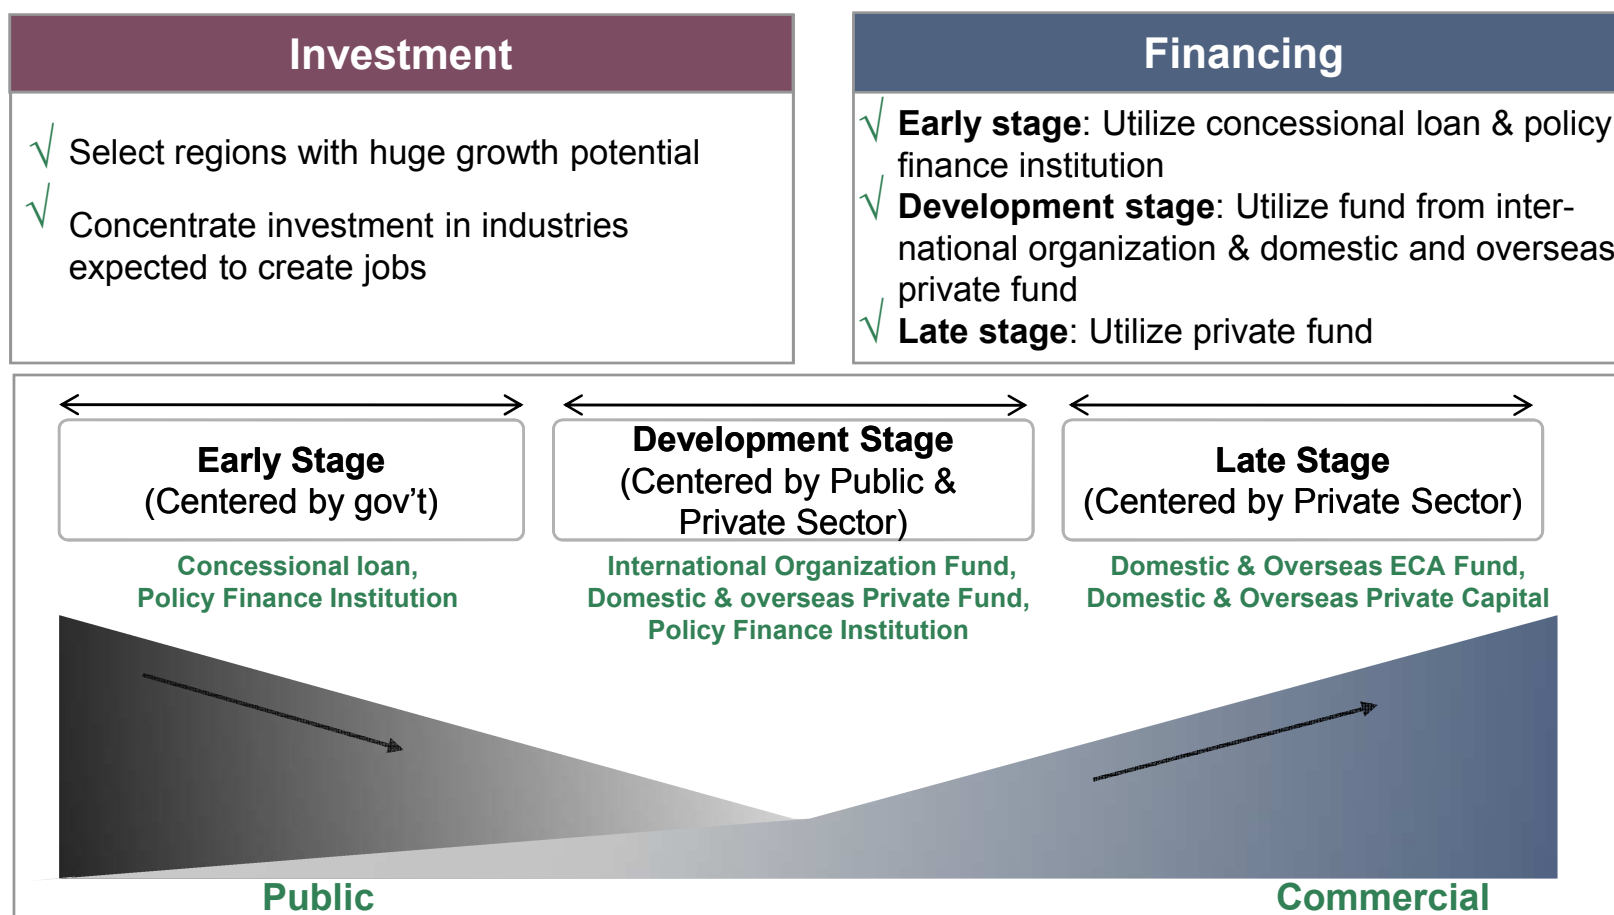 Investment
√ Select regions with huge growth potential
√ Concentrate investment in industries
expected to create jobs
Financing
√ Early stage: Utilize concessional loan & policy
finance institution
√ Development stage: Utilize fund from inter-
national organization & domestic and overseas
private fund
√ Late stage: Utilize private fund
Early Stage
(Centered by gov’t)
Development Stage
(Centered by Public &
Private Sector)
Late Stage
(Centered by Private Sector)
Concessional loan,
Policy Finance Institution
International Organization Fund,
Domestic & overseas Private Fund,
Policy Finance Institution
Domestic & Overseas ECA Fund,
Domestic & Overseas Private Capital
Public
Commercial